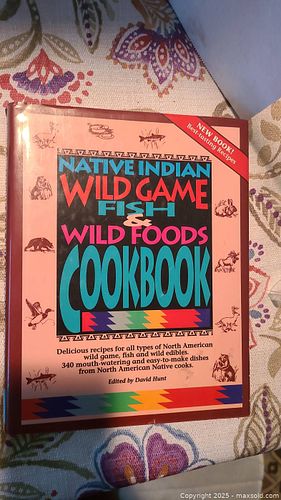 NEW BOOK!
Best-tasting Recipes
NATIVE INDIAN
WILD GAME
FISH
&
WILD FOODS
COOKBOOK
Delicious recipes for all types of North American
wild game, fish and wild edibles.
340 mouth-watering and easy-to-make dishes
from North American Native cooks.
Edited by David Hunt
Copyright 2025 - maxsold.com